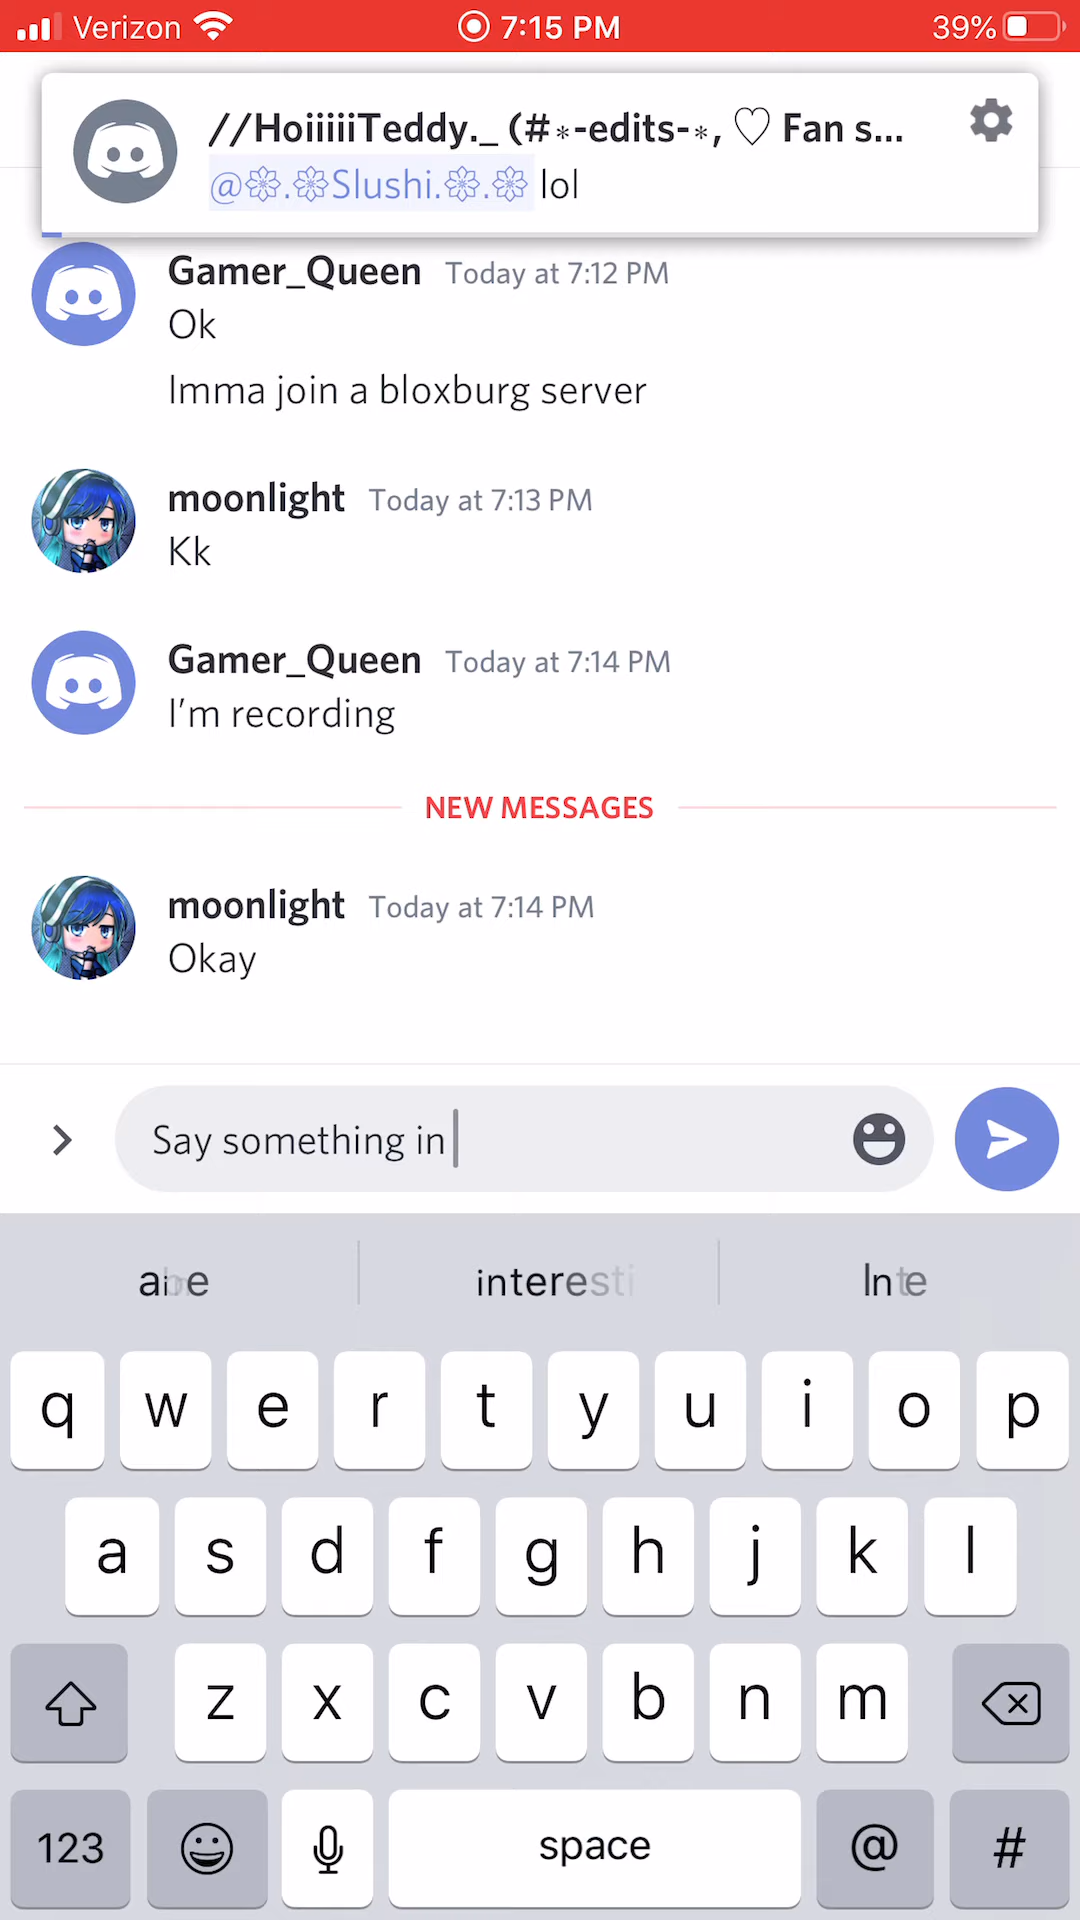 Verizon 7:15 PM 39%
//HoiiiiiTeddy._ (#∗-edits-∗, ♡ Fan s...
@❁.❁Slushi.❁.❁ lol
Gamer_Queen Today at 7:12 PM
Ok
Imma join a bloxburg server
moonlight Today at 7:13 PM
Kk
Gamer_Queen Today at 7:14 PM
I'm recording
NEW MESSAGES
moonlight Today at 7:14 PM
Okay
Say something in
interesti
q w e r t y u i o p
a s d f g h j k l
z x c v b n m
123 space @ #